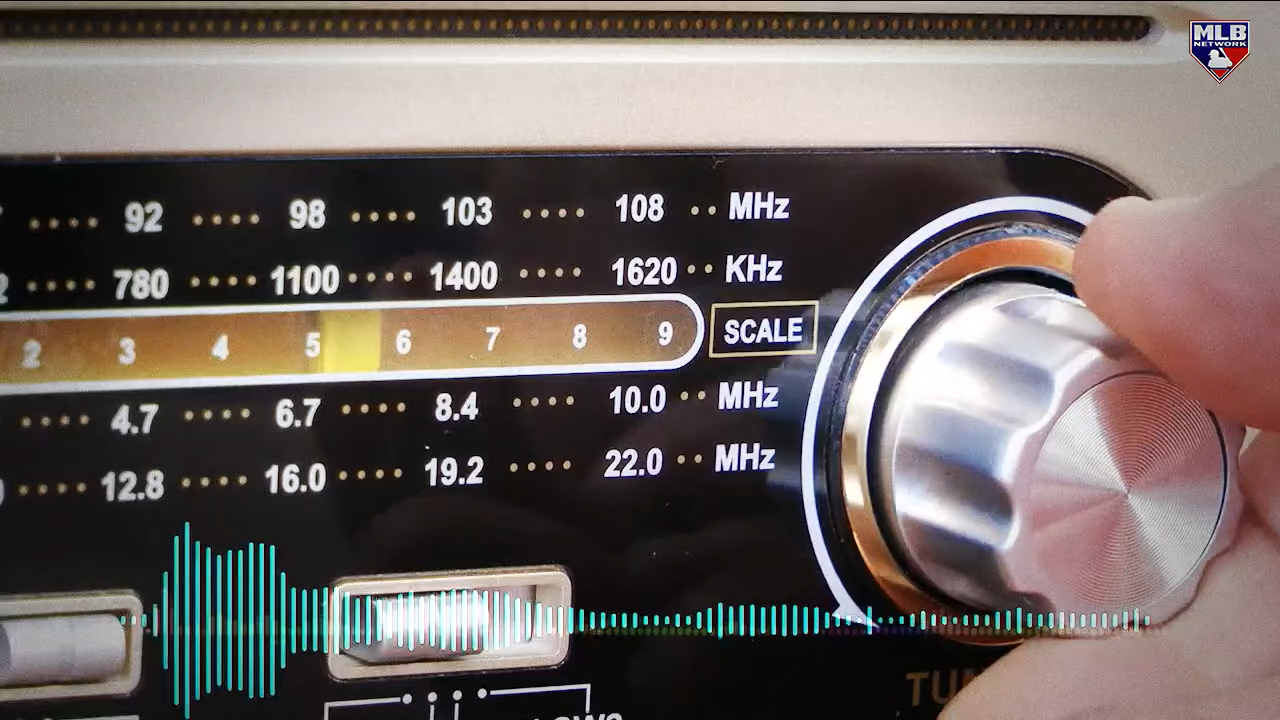 MLB
NETWORK
92 98 103 108 MHz
780 1100 1400 1620 KHz
2 3 4 5 6 7 8 9 SCALE
4.7 6.7 8.4 10.0 MHz
12.8 16.0 19.2 22.0 MHz